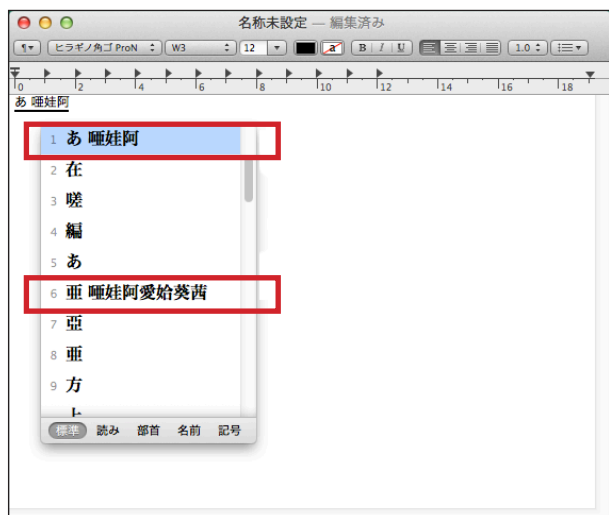 名称未設定 — 編集済み
¶ ヒラギノ角ゴ ProN W3 12 a B I U 1.0
0 2 4 6 8 10 12 14 16 18
あ 唖娃阿
1 あ 唖娃阿
2 在
3 嗟
4 編
5 あ
6 亜 唖娃阿愛姶葵茜
7 亞
8 亜
9 方
上
標準 読み 部首 名前 記号